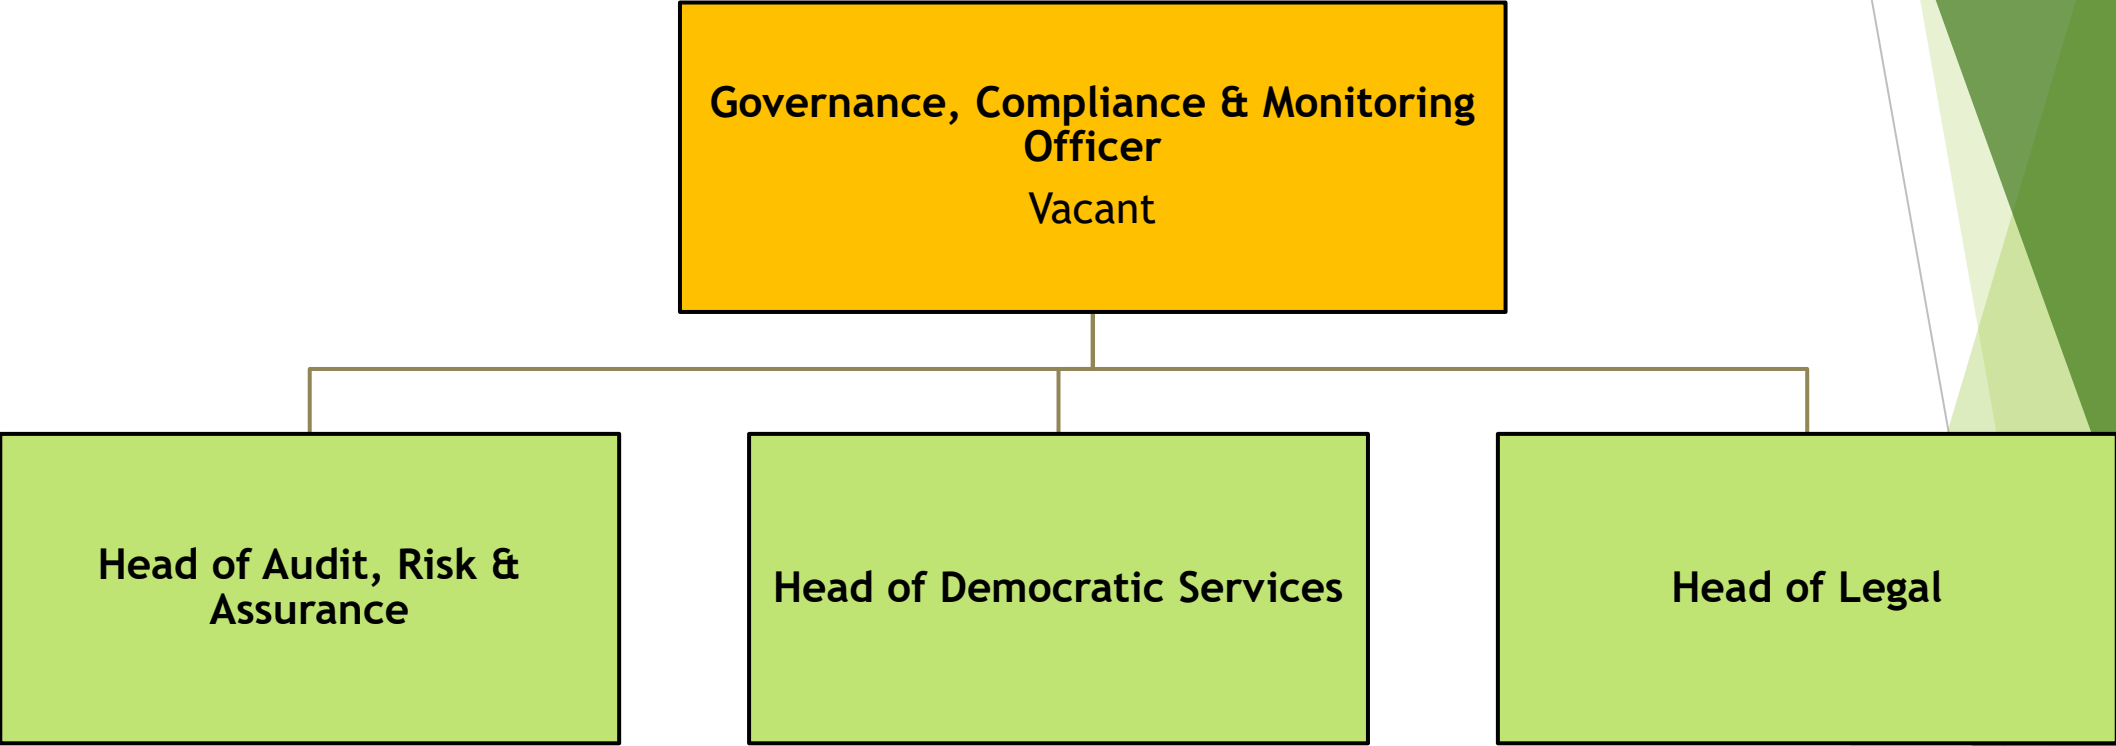 Governance, Compliance & Monitoring
Officer
Vacant
Head of Audit, Risk &
Assurance
Head of Democratic Services
Head of Legal